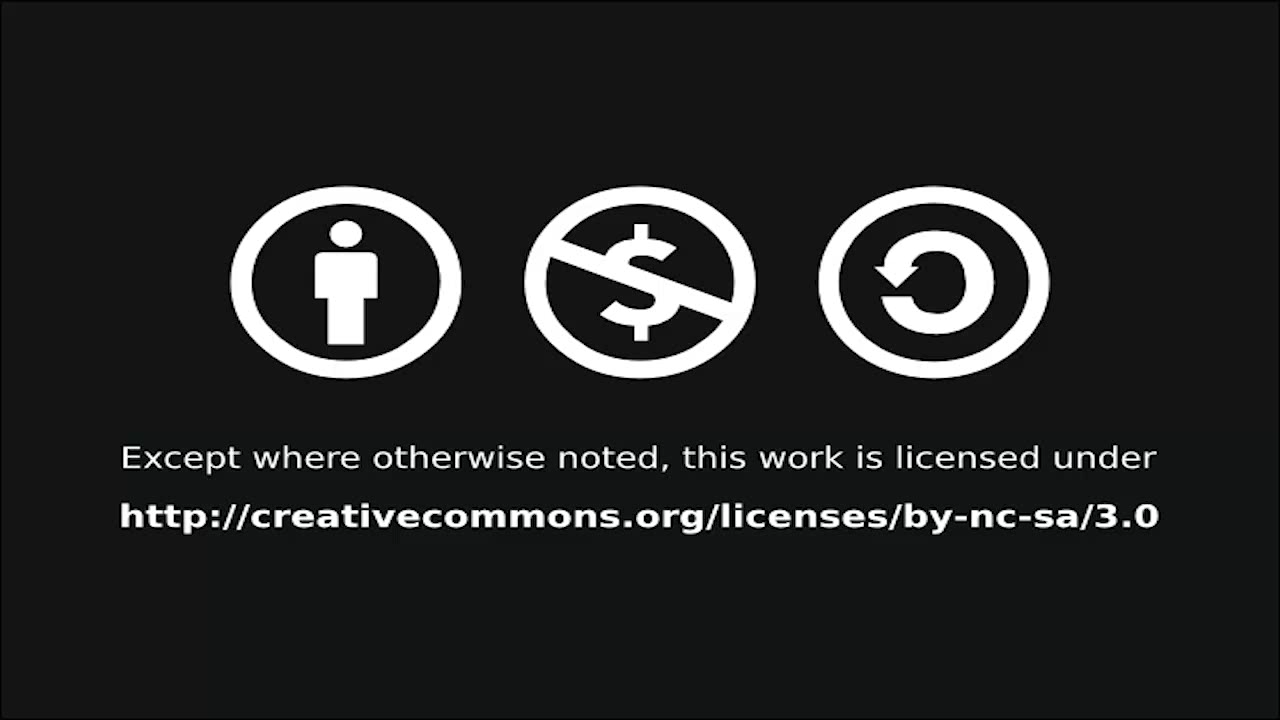 Except where otherwise noted, this work is licensed under
http://creativecommons.org/licenses/by-nc-sa/3.0